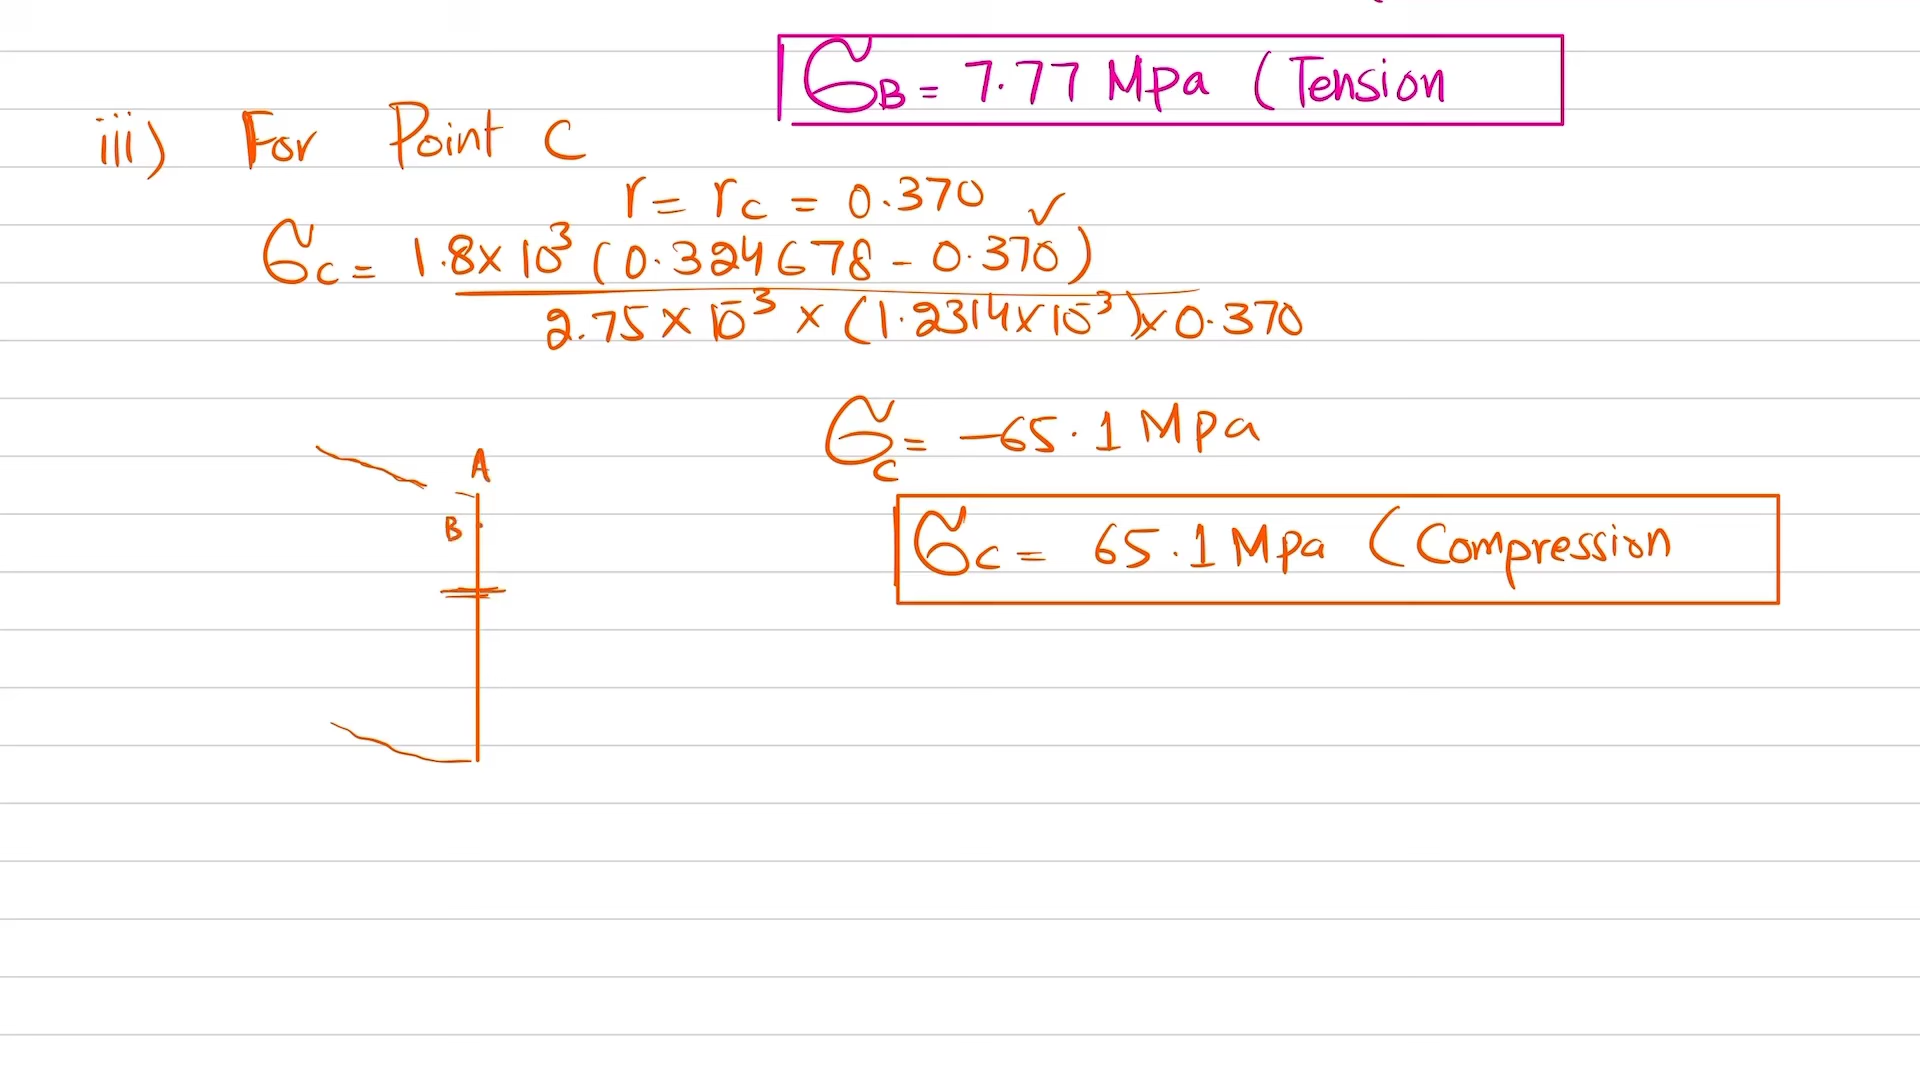 σB = 7.77 Mpa (Tension
iii) For Point C
r = rc = 0.370 ✓
σc = 1.8x10³ (0.324678 - 0.370)
2.75 x 10⁻³ x (1.2314x10⁻³) x 0.370
σc = -65.1 Mpa
A
B
σc = 65.1 Mpa (Compression